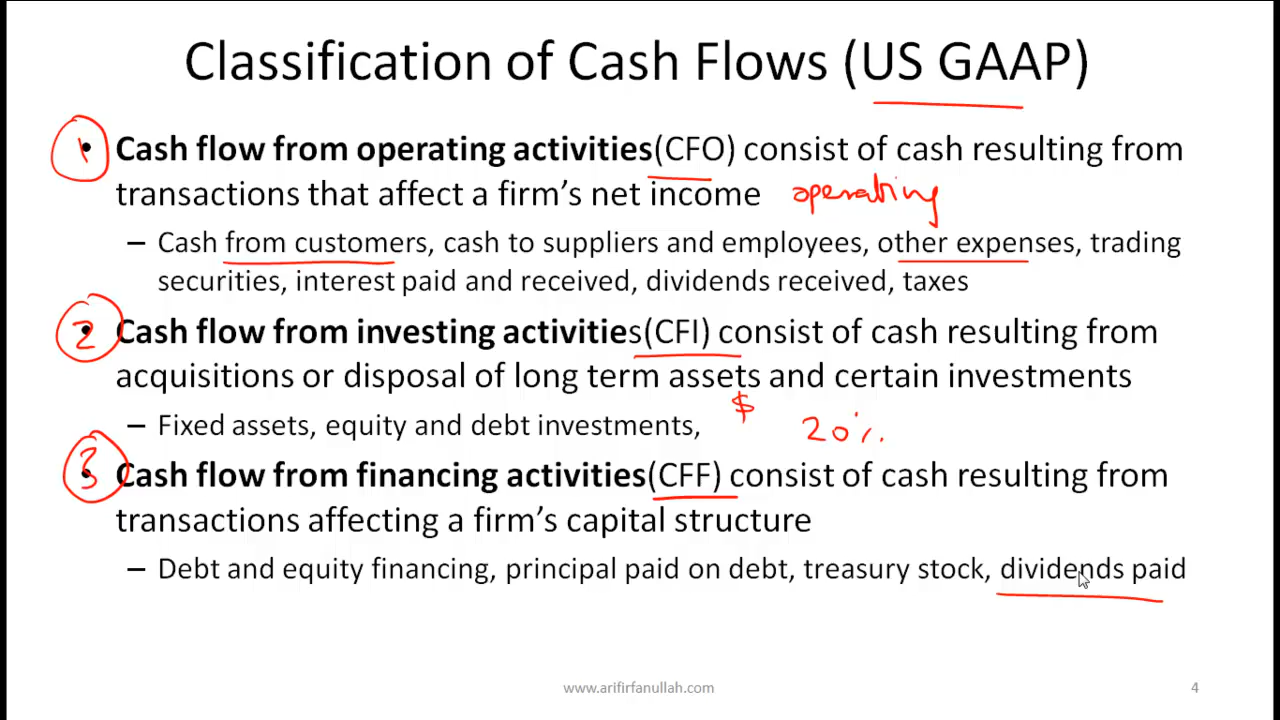 Classification of Cash Flows (US GAAP)
1 • Cash flow from operating activities(CFO) consist of cash resulting from
transactions that affect a firm's net income operating
– Cash from customers, cash to suppliers and employees, other expenses, trading
securities, interest paid and received, dividends received, taxes
2 • Cash flow from investing activities(CFI) consist of cash resulting from
acquisitions or disposal of long term assets and certain investments
– Fixed assets, equity and debt investments, $ 20%
3 • Cash flow from financing activities(CFF) consist of cash resulting from
transactions affecting a firm's capital structure
– Debt and equity financing, principal paid on debt, treasury stock, dividends paid
www.arifirfanullah.com 4